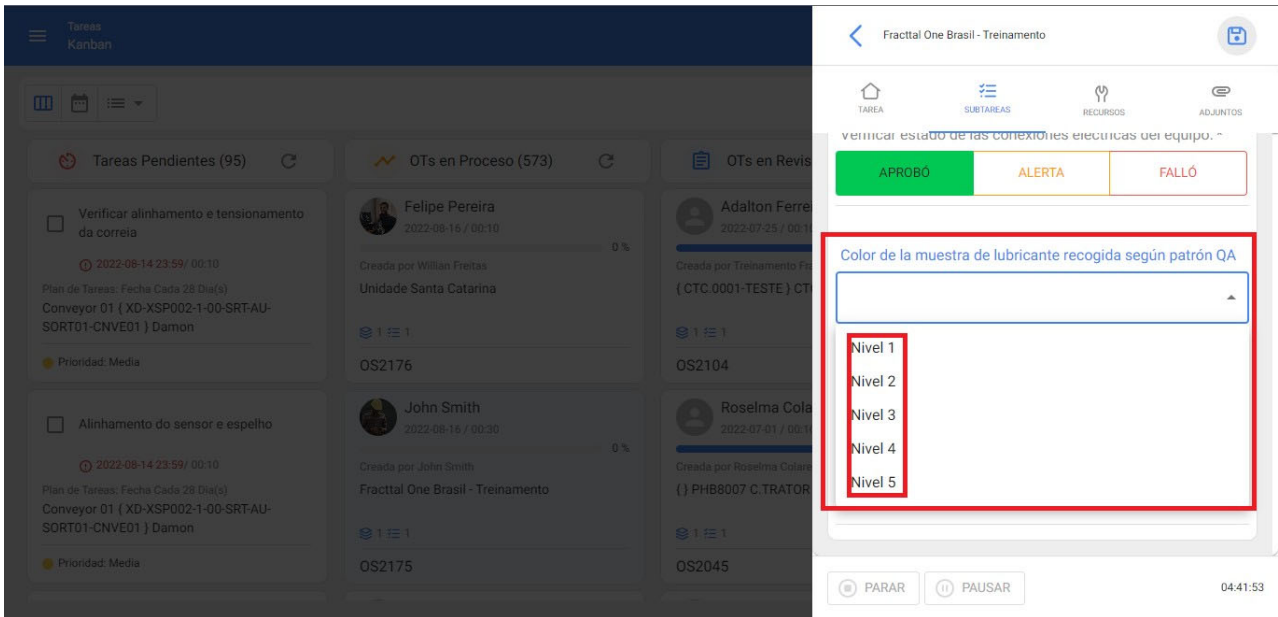 Tareas
Kanban
Tareas Pendientes (95)
Verificar alinhamento e tensionamento
da correia
2022-08-14 23:59/ 00:10
Plan de Tareas: Fecha Cada 28 Dia(s)
Conveyor 01 { XD-XSP002-1-00-SRT-AU-
SORT01-CNVE01 } Damon
Prioridad: Media
Alinhamento do sensor e espelho
2022-08-14 23:59/ 00:10
Plan de Tareas: Fecha Cada 28 Dia(s)
Conveyor 01 { XD-XSP002-1-00-SRT-AU-
SORT01-CNVE01 } Damon
Prioridad: Media
OTs en Proceso (573)
Felipe Pereira
2022-08-16 / 00:10
0 %
Creada por Willian Freitas
Unidade Santa Catarina
1 1
OS2176
John Smith
2022-08-16 / 00:30
0 %
Creada por John Smith
Fracttal One Brasil - Treinamento
1 1
OS2175
OTs en Revis
Adalton Ferrei
2022-07-25 / 00:10
Creada por Treinamento Fra
{ CTC.0001-TESTE } CT
1 1
OS2104
Roselma Cola
2022-07-01 / 00:1
Creada por Roselma Colare
{ } PHB8007 C.TRATOR
1 1
OS2045
Fracttal One Brasil - Treinamento
TAREA
SUBTAREAS
RECURSOS
ADJUNTOS
Verificar estado de las conexiones eléctricas del equipo. *
APROBÓ
ALERTA
FALLÓ
Color de la muestra de lubricante recogida según patrón QA
Nivel 1
Nivel 2
Nivel 3
Nivel 4
Nivel 5
PARAR
PAUSAR
04:41:53